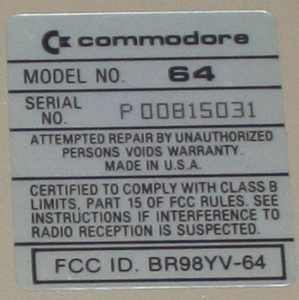 commodore
MODEL NO. 64
SERIAL NO. P00815031
ATTEMPTED REPAIR BY UNAUTHORIZED
PERSONS VOIDS WARRANTY.
MADE IN U.S.A.
CERTIFIED TO COMPLY WITH CLASS B
LIMITS, PART 15 OF FCC RULES. SEE
INSTRUCTIONS IF INTERFERENCE TO
RADIO RECEPTION IS SUSPECTED.
FCC ID. BR98YV-64